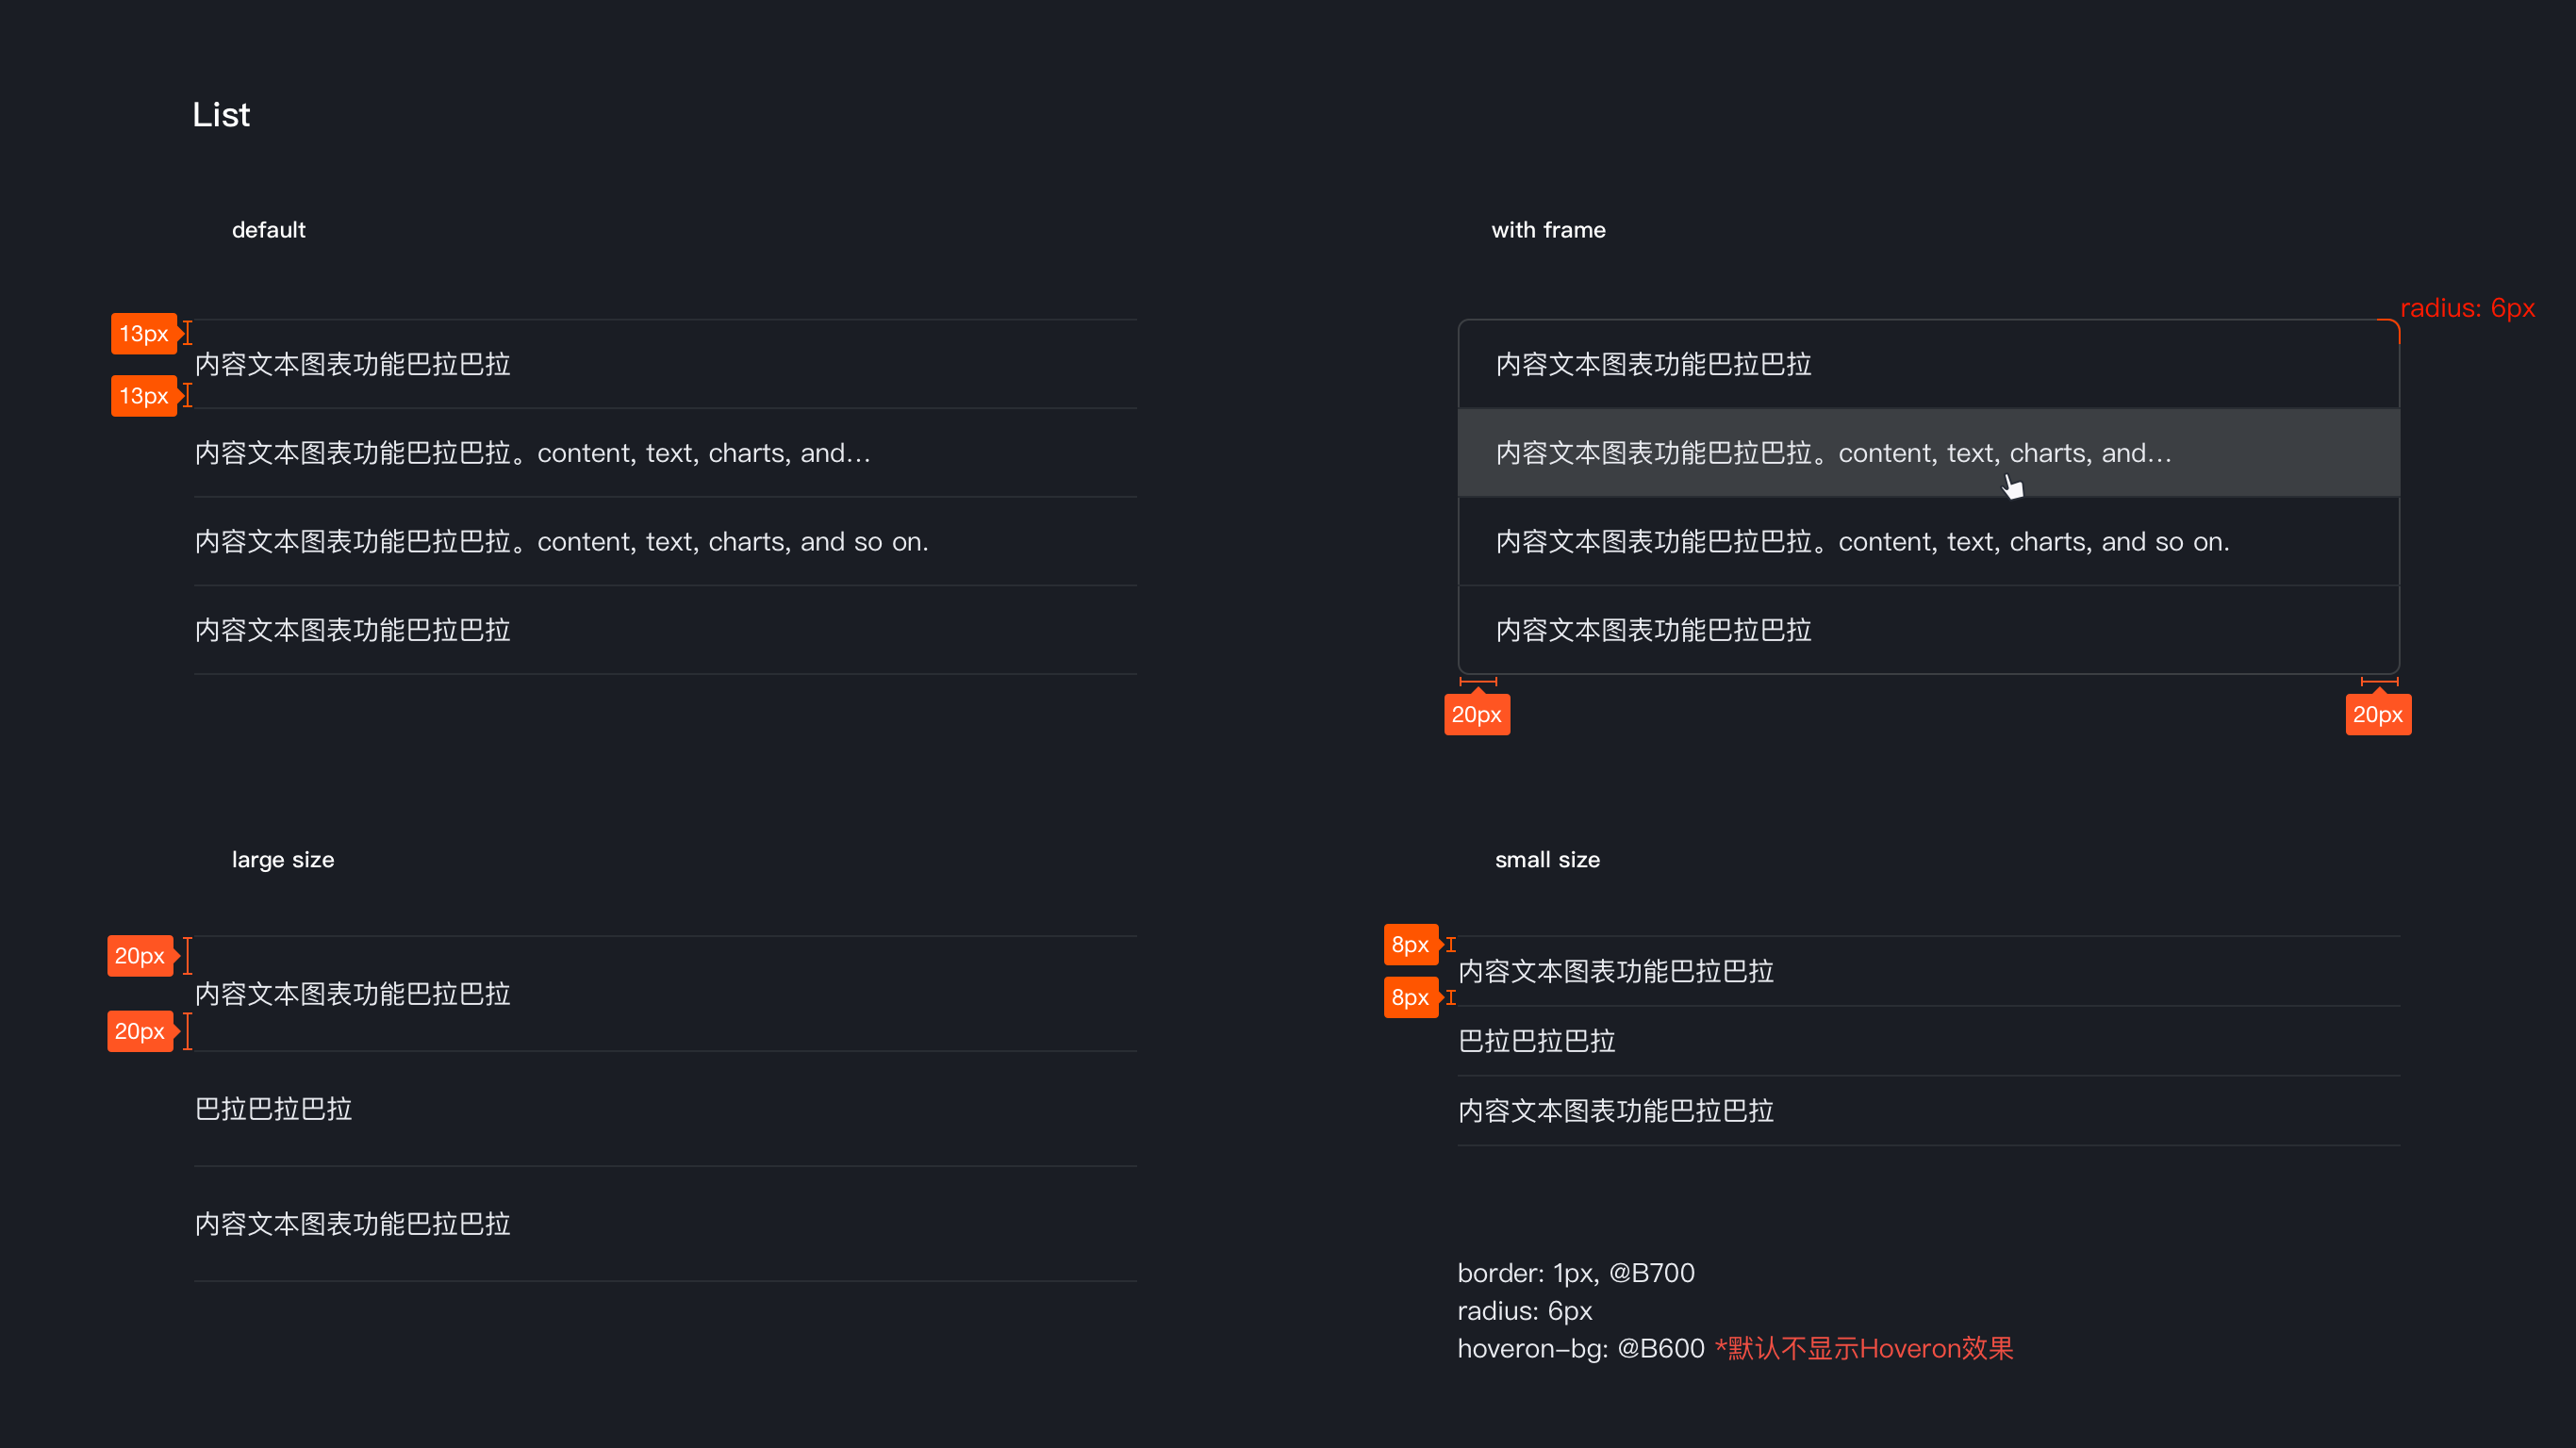 List
default
13px
内容文本图表功能巴拉巴拉
13px
内容文本图表功能巴拉巴拉。content, text, charts, and...
内容文本图表功能巴拉巴拉。content, text, charts, and so on.
内容文本图表功能巴拉巴拉
with frame
radius: 6px
内容文本图表功能巴拉巴拉
内容文本图表功能巴拉巴拉。content, text, charts, and...
内容文本图表功能巴拉巴拉。content, text, charts, and so on.
内容文本图表功能巴拉巴拉
20px
20px
large size
20px
内容文本图表功能巴拉巴拉
20px
巴拉巴拉巴拉
内容文本图表功能巴拉巴拉
small size
8px
内容文本图表功能巴拉巴拉
8px
巴拉巴拉巴拉
内容文本图表功能巴拉巴拉
border: 1px, @B700
radius: 6px
hoveron-bg: @B600 *默认不显示Hoveron效果